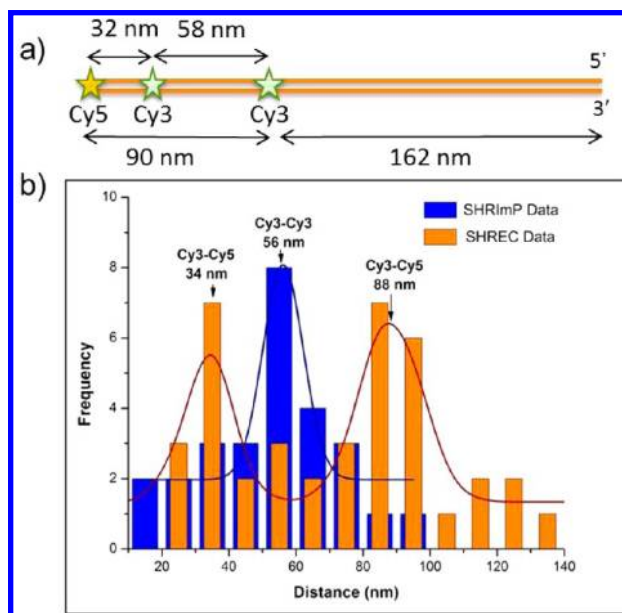 a)
32 nm
58 nm
5'
Cy5
Cy3
Cy3
3'
90 nm
162 nm
b)
10
8
6
4
2
0
Frequency
Cy3-Cy5
34 nm
Cy3-Cy3
56 nm
Cy3-Cy5
88 nm
SHRImP Data
SHREC Data
20
40
60
80
100
120
140
Distance (nm)